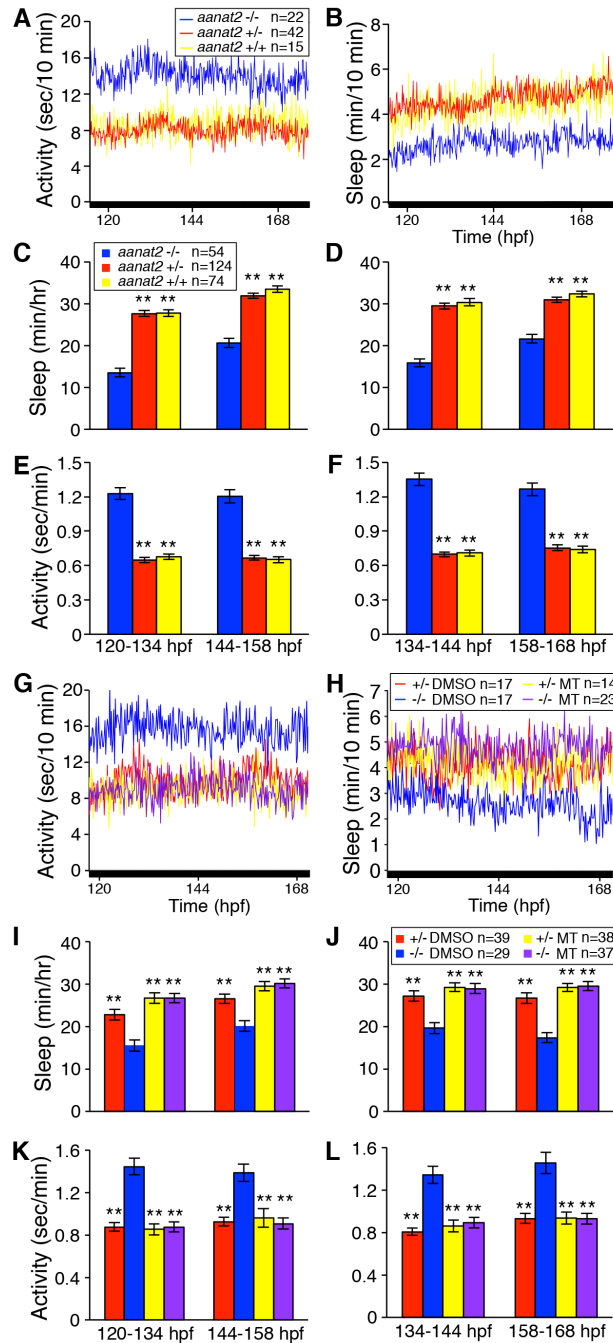 A
Activity (sec/10 min)
20
16
12
8
4
0
aanat2 -/- n=22
aanat2 +/- n=42
aanat2 +/+ n=15
120 144 168
B
Sleep (min/10 min)
8
6
4
2
0
120 144 168
Time (hpf)
C
Sleep (min/hr)
40
30
20
10
0
aanat2 -/- n=54
aanat2 +/- n=124
aanat2 +/+ n=74
** ** ** **
D
40
30
20
10
0
** ** ** **
E
Activity (sec/min)
1.5
1.2
0.9
0.6
0.3
0
** ** ** **
120-134 hpf 144-158 hpf
F
1.5
1.2
0.9
0.6
0.3
0
** ** ** **
134-144 hpf 158-168 hpf
G
Activity (sec/10 min)
20
16
12
8
4
0
120 144 168
Time (hpf)
H
Sleep (min/10 min)
7
6
5
4
3
2
1
0
+/- DMSO n=17 +/- MT n=14
-/- DMSO n=17 -/- MT n=23
120 144 168
Time (hpf)
I
Sleep (min/hr)
40
30
20
10
0
** ** ** ** ** **
J
40
30
20
10
0
+/- DMSO n=39 +/- MT n=38
-/- DMSO n=29 -/- MT n=37
** ** ** ** ** **
K
Activity (sec/min)
1.6
1.2
0.8
0.4
0
** ** ** ** ** **
120-134 hpf 144-158 hpf
L
1.6
1.2
0.8
0.4
0
** ** ** ** ** **
134-144 hpf 158-168 hpf